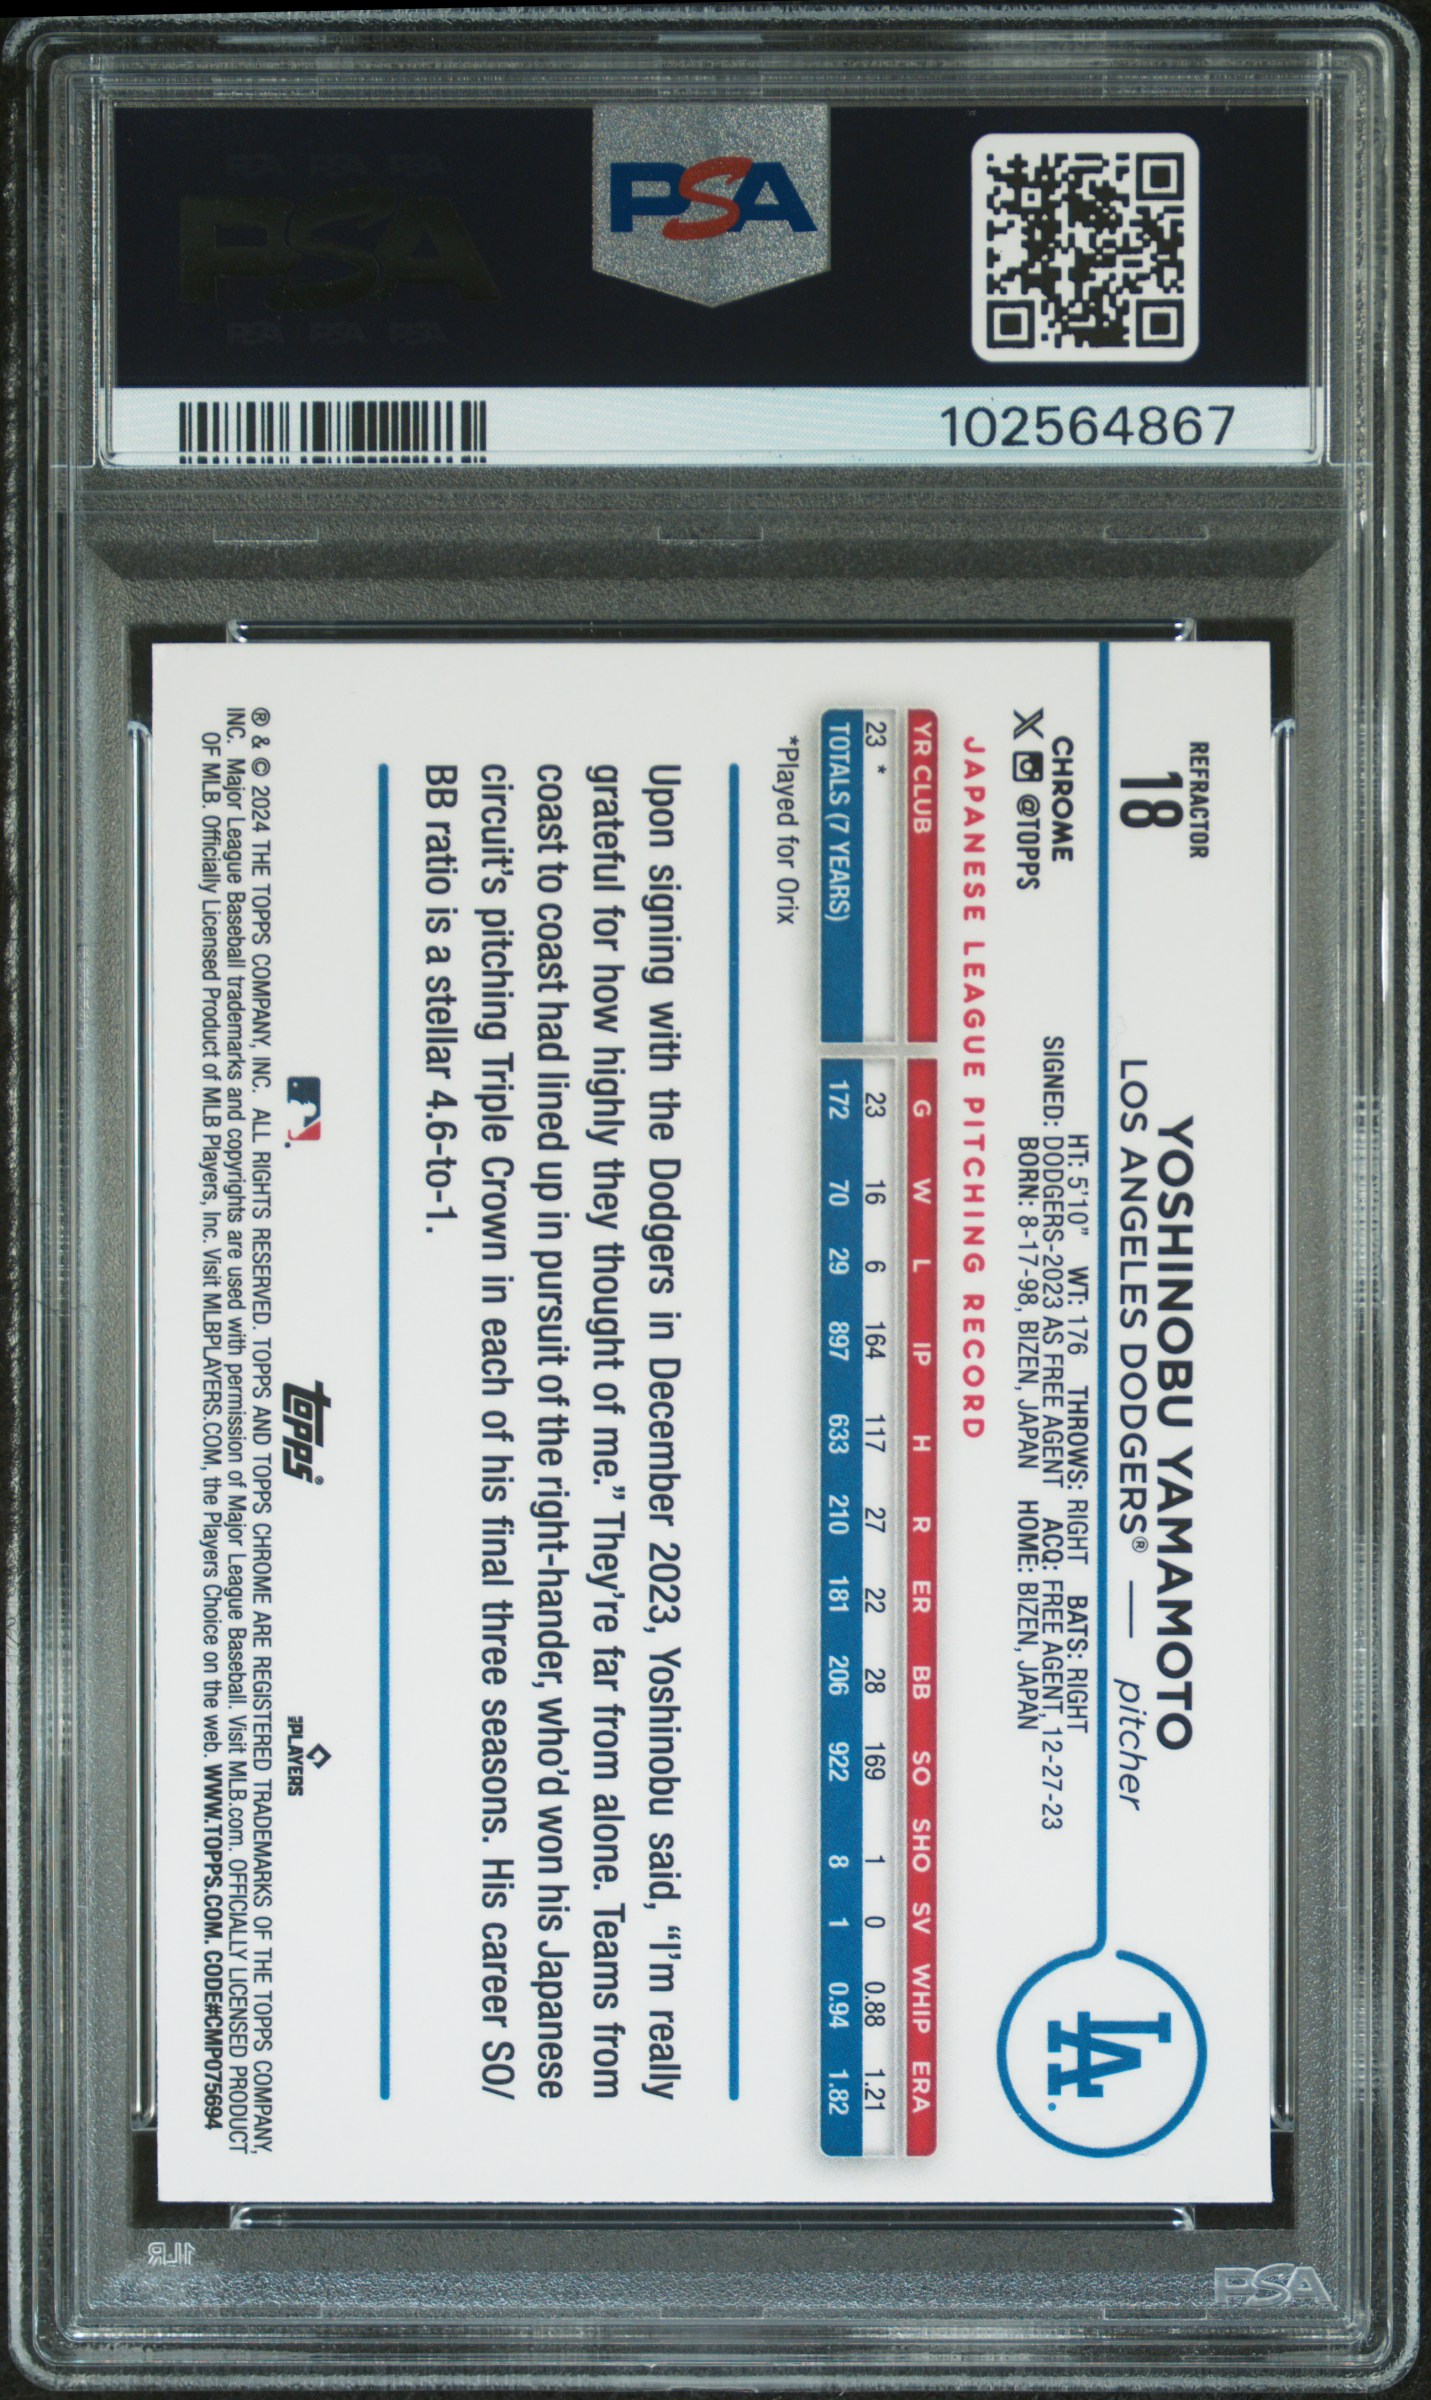 PSA PSA PSA
PSA
PSA PSA PSA
PSA
102564867
REFRACTOR
18
YOSHINOBU YAMAMOTO
LOS ANGELES DODGERS® — pitcher
LA
CHROME
X @TOPPS
HT: 5'10" WT: 176 THROWS: RIGHT BATS: RIGHT
SIGNED: DODGERS-2023 AS FREE AGENT ACQ: FREE AGENT, 12-27-23
BORN: 8-17-98, BIZEN, JAPAN HOME: BIZEN, JAPAN
JAPANESE LEAGUE PITCHING RECORD
YR CLUB G W L IP H R ER BB SO SHO SV WHIP ERA
23 * 23 16 6 164 117 27 22 28 169 1 0 0.88 1.21
TOTALS (7 YEARS) 172 70 29 897 633 210 181 206 922 8 1 0.94 1.82
*Played for Orix
Upon signing with the Dodgers in December 2023, Yoshinobu said, “I’m really
grateful for how highly they thought of me.” They’re far from alone. Teams from
coast to coast had lined up in pursuit of the right-hander, who’d won his Japanese
circuit’s pitching Triple Crown in each of his final three seasons. His career SO/
BB ratio is a stellar 4.6-to-1.
topps®
PLAYERS
® & © 2024 THE TOPPS COMPANY, INC. ALL RIGHTS RESERVED. TOPPS AND TOPPS CHROME ARE REGISTERED TRADEMARKS OF THE TOPPS COMPANY,
INC. Major League Baseball trademarks and copyrights are used with permission of Major League Baseball. Visit MLB.com. OFFICIALLY LICENSED PRODUCT
OF MLB. Officially Licensed Product of MLB Players, Inc. Visit MLBPLAYERS.COM, the Players Choice on the web. WWW.TOPPS.COM. CODE#CMP075694
PSA